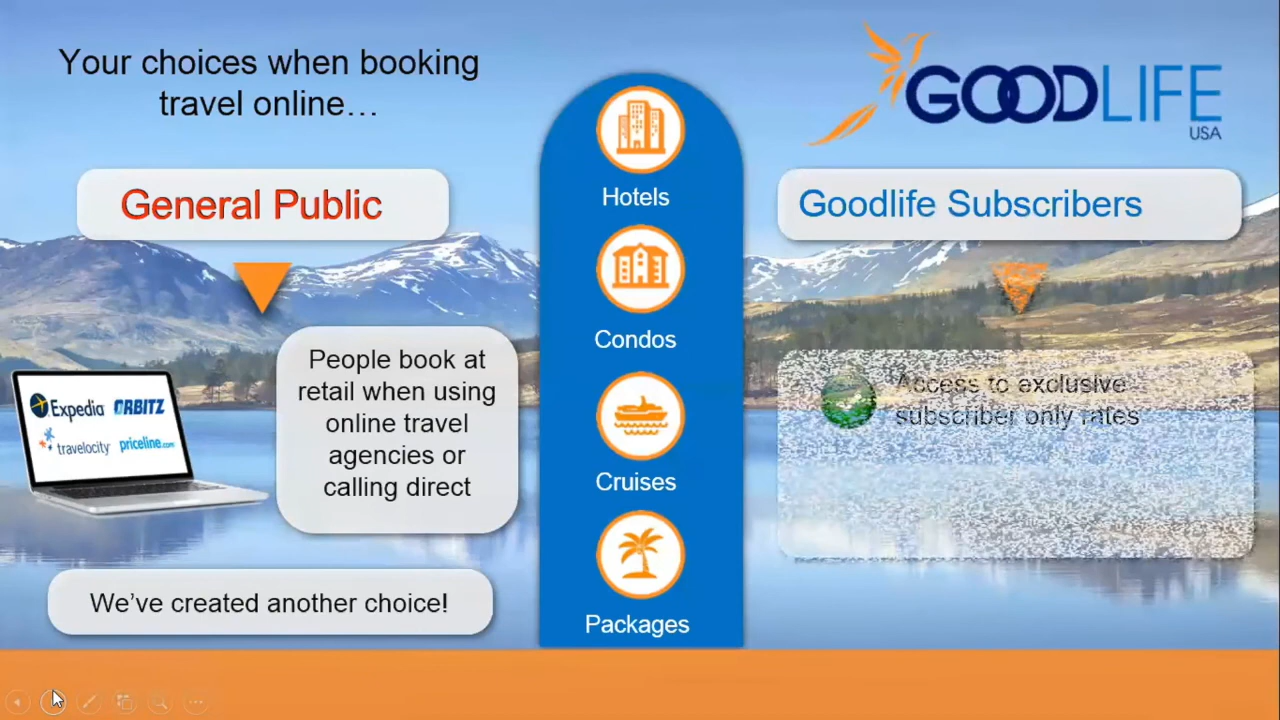 Your choices when booking
travel online…
GOODLIFE
USA
General Public
Goodlife Subscribers
People book at
retail when using
online travel
agencies or
calling direct
Expedia ORBITZ
travelocity priceline.com
We’ve created another choice!
Hotels
Condos
Cruises
Packages
Access to exclusive
subscriber only rates